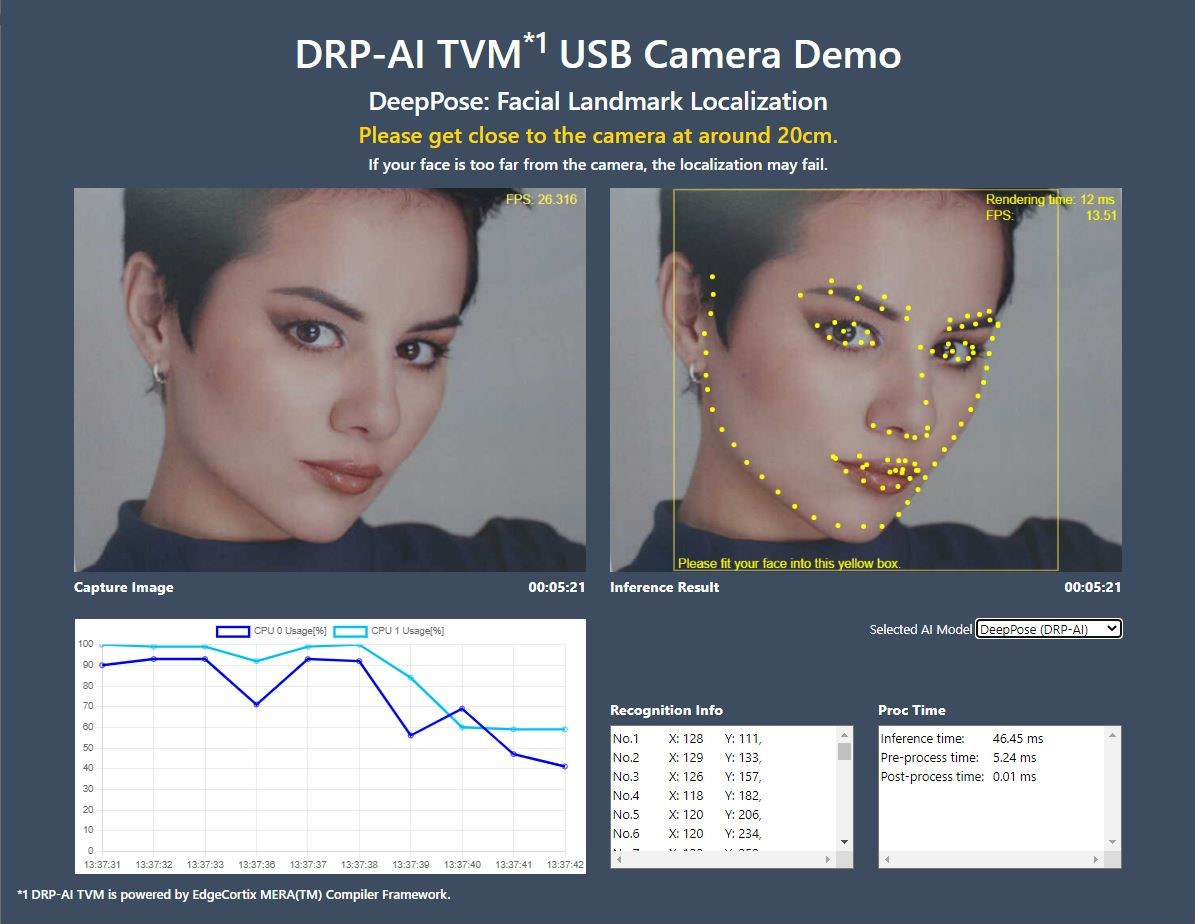 DRP-AI TVM*1 USB Camera Demo
DeepPose: Facial Landmark Localization
Please get close to the camera at around 20cm.
If your face is too far from the camera, the localization may fail.
FPS: 26.316
Rendering time: 12 ms
FPS: 13.51
Please fit your face into this yellow box.
Capture Image 00:05:21
Inference Result 00:05:21
CPU 0 Usage[%] CPU 1 Usage[%]
100
90
80
70
60
50
40
30
20
10
0
13:37:31 13:37:32 13:37:33 13:37:36 13:37:37 13:37:38 13:37:39 13:37:40 13:37:41 13:37:42
Selected AI Model DeepPose (DRP-AI)
Recognition Info
No.1 X: 128 Y: 111,
No.2 X: 129 Y: 133,
No.3 X: 126 Y: 157,
No.4 X: 118 Y: 182,
No.5 X: 120 Y: 206,
No.6 X: 120 Y: 234,
Proc Time
Inference time: 46.45 ms
Pre-process time: 5.24 ms
Post-process time: 0.01 ms
*1 DRP-AI TVM is powered by EdgeCortix MERA(TM) Compiler Framework.